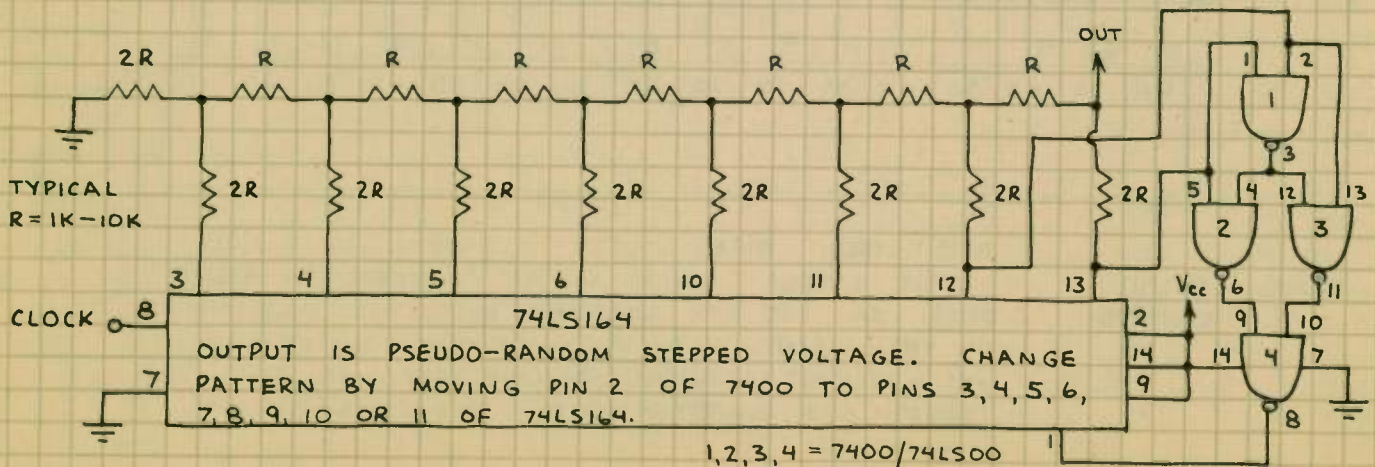 2R R R R R R R R OUT
1 2
1
3
TYPICAL 2R 2R 2R 2R 2R 2R 2R 2R 5 4 12 13
R = 1K-10K 2 3
3 4 5 6 10 11 12 13 Vcc 6 11
CLOCK 8 74LS164 2 9 10
OUTPUT IS PSEUDO-RANDOM STEPPED VOLTAGE. CHANGE 14 14 4 7
7 PATTERN BY MOVING PIN 2 OF 7400 TO PINS 3, 4, 5, 6, 9
7, 8, 9, 10 OR 11 OF 74LS164. 8
1
1, 2, 3, 4 = 7400/74LS00